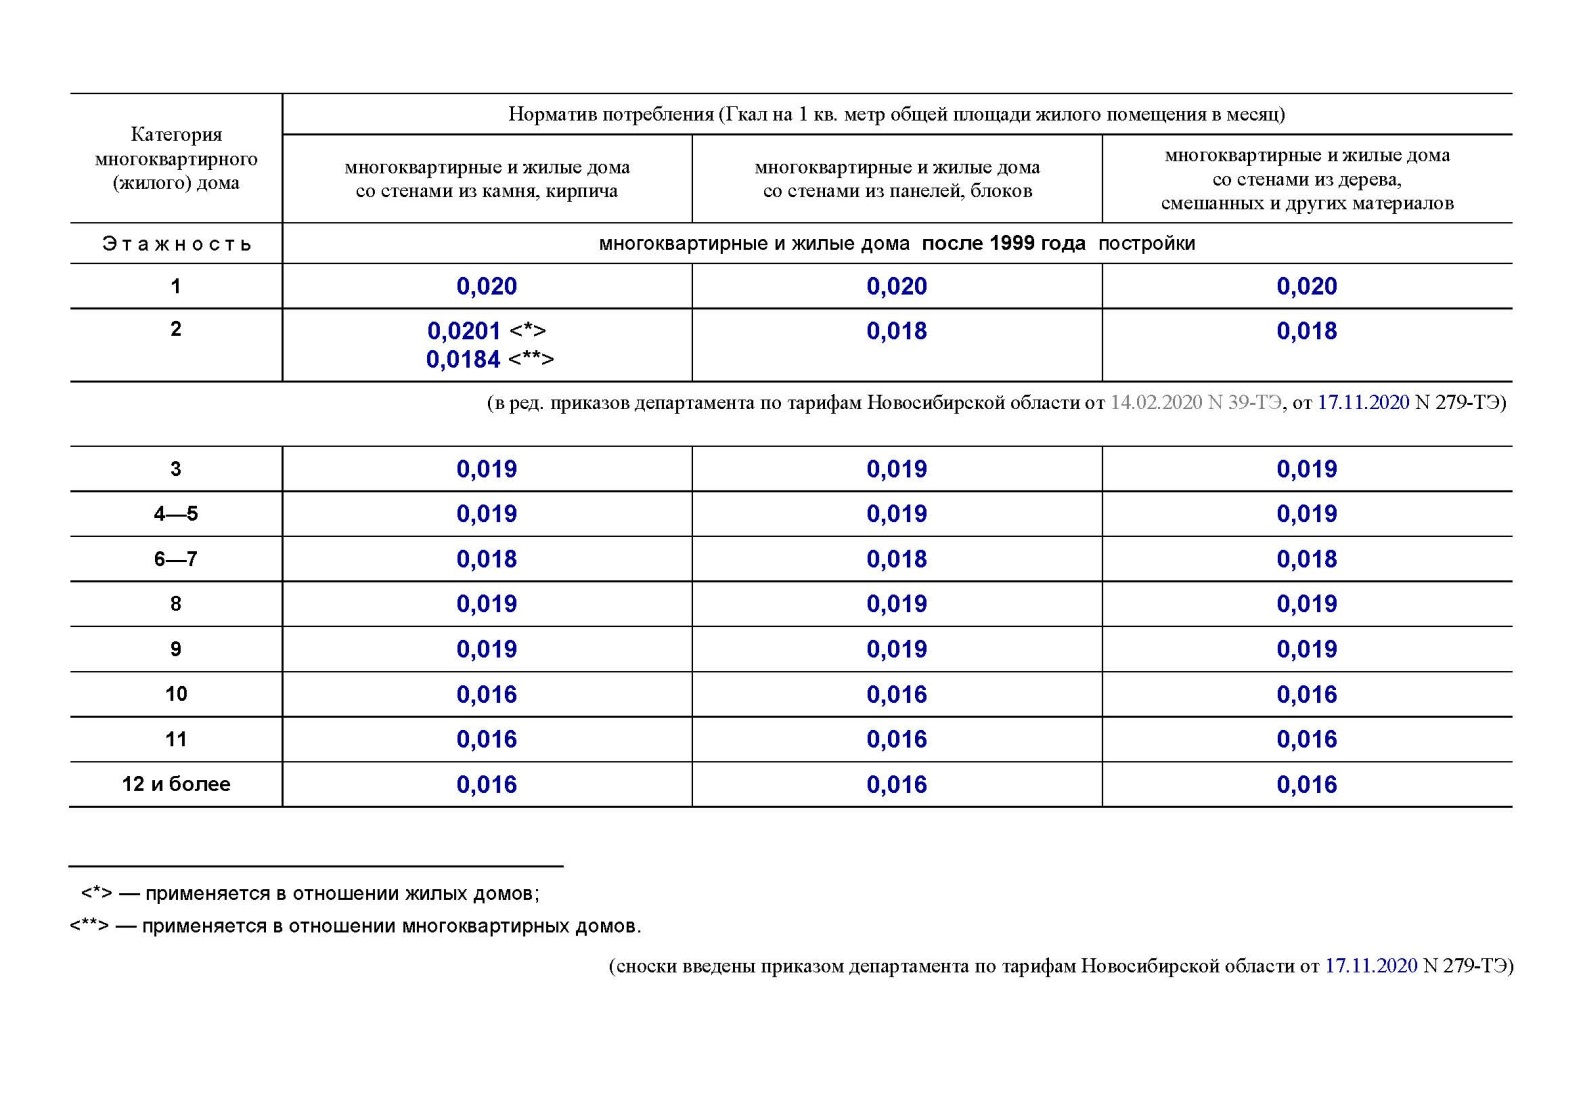 Категория
многоквартирного
(жилого) дома
Норматив потребления (Гкал на 1 кв. метр общей площади жилого помещения в месяц)
многоквартирные и жилые дома
со стенами из камня, кирпича
многоквартирные и жилые дома
со стенами из панелей, блоков
многоквартирные и жилые дома
со стенами из дерева,
смешанных и других материалов
Этажность многоквартирные и жилые дома после 1999 года постройки
1 0,020 0,020 0,020
2 0,0201 <*> 0,018 0,018
0,0184 <**>
(в ред. приказов департамента по тарифам Новосибирской области от 14.02.2020 N 39-ТЭ, от 17.11.2020 N 279-ТЭ)
3 0,019 0,019 0,019
4—5 0,019 0,019 0,019
6—7 0,018 0,018 0,018
8 0,019 0,019 0,019
9 0,019 0,019 0,019
10 0,016 0,016 0,016
11 0,016 0,016 0,016
12 и более 0,016 0,016 0,016
<*> — применяется в отношении жилых домов;
<**> — применяется в отношении многоквартирных домов.
(сноски введены приказом департамента по тарифам Новосибирской области от 17.11.2020 N 279-ТЭ)